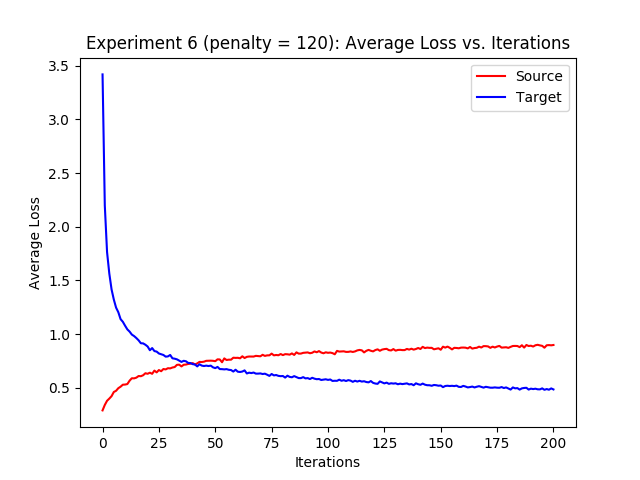 Experiment 6 (penalty = 120): Average Loss vs. Iterations
Source
Target
3.5
3.0
2.5
2.0
1.5
1.0
0.5
Average Loss
0 25 50 75 100 125 150 175 200
Iterations